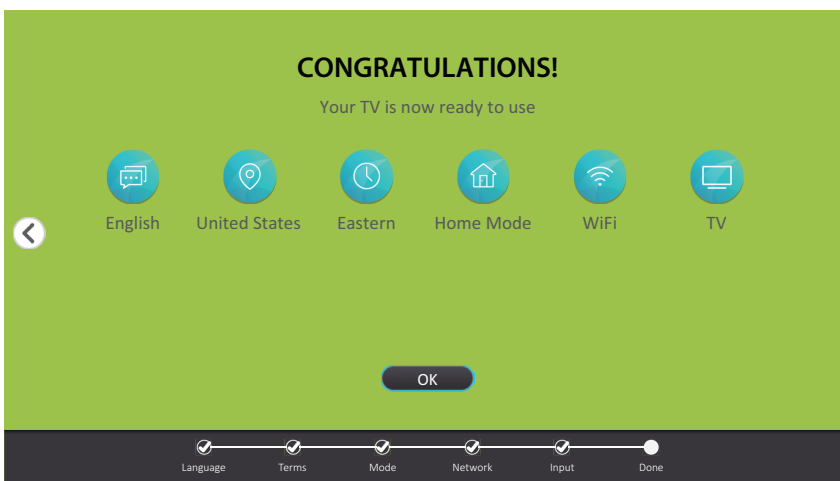 CONGRATULATIONS!
Your TV is now ready to use
English United States Eastern Home Mode WiFi TV
OK
Language Terms Mode Network Input Done